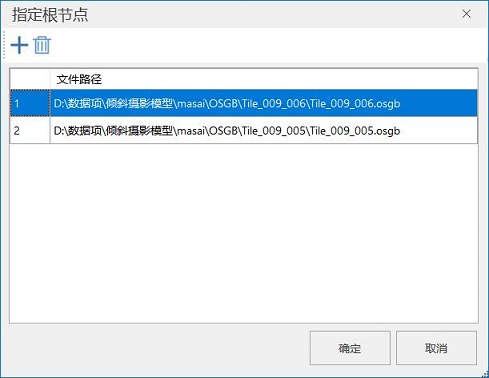 指定根节点
文件路径
1 D:\数据项\倾斜摄影模型\masai\OSGB\Tile_009_006\Tile_009_006.osgb
2 D:\数据项\倾斜摄影模型\masai\OSGB\Tile_009_005\Tile_009_005.osgb
确定 取消